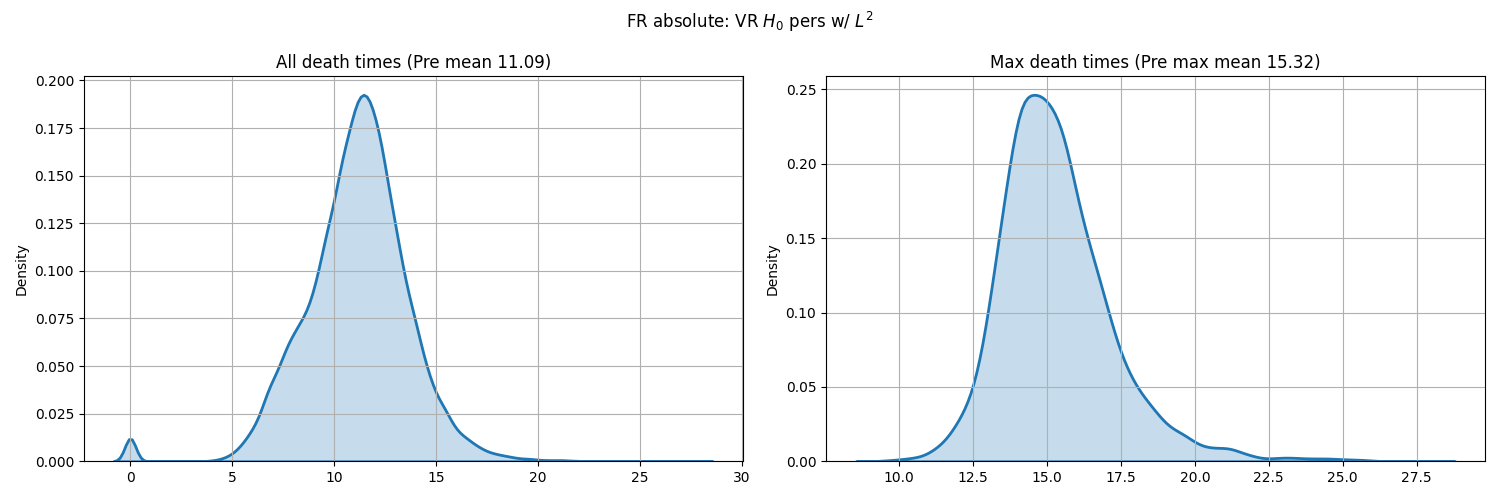 FR absolute: VR $H_0$ pers w/ $L^2$
All death times (Pre mean 11.09)
Density
0.200
0.175
0.150
0.125
0.100
0.075
0.050
0.025
0.000
0 5 10 15 20 25 30
Max death times (Pre max mean 15.32)
Density
0.25
0.20
0.15
0.10
0.05
0.00
10.0 12.5 15.0 17.5 20.0 22.5 25.0 27.5